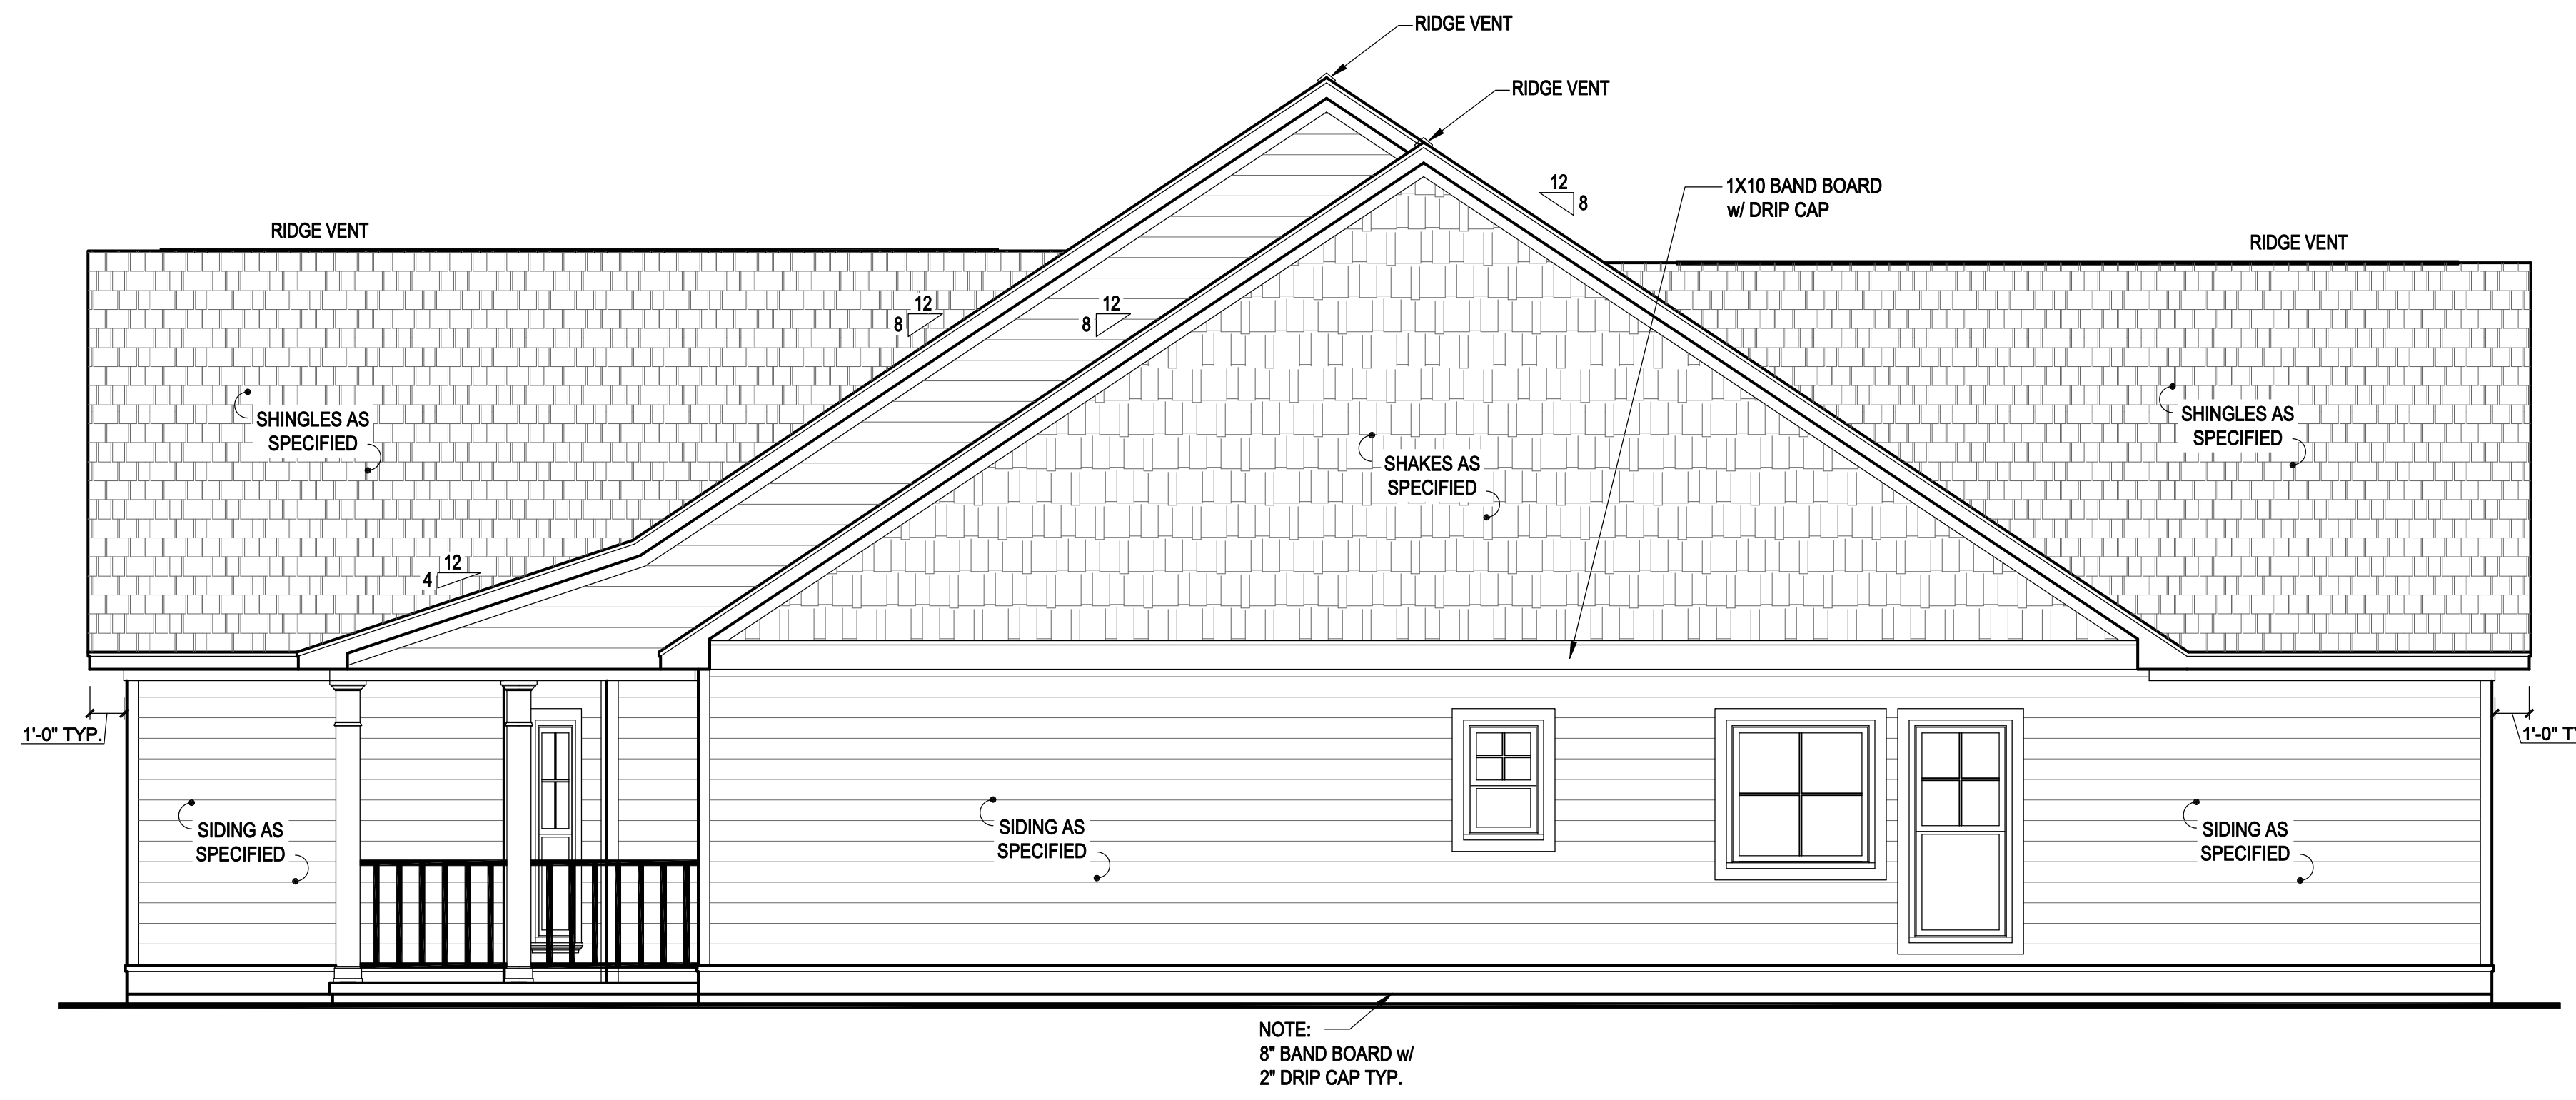 RIDGE VENT
RIDGE VENT
12
8
1X10 BAND BOARD
w/ DRIP CAP
RIDGE VENT
RIDGE VENT
12
8
12
8
SHINGLES AS
SPECIFIED
SHINGLES AS
SPECIFIED
SHAKES AS
SPECIFIED
12
4
1'-0" TYP.
1'-0" T
SIDING AS
SPECIFIED
SIDING AS
SPECIFIED
SIDING AS
SPECIFIED
NOTE:
8" BAND BOARD w/
2" DRIP CAP TYP.